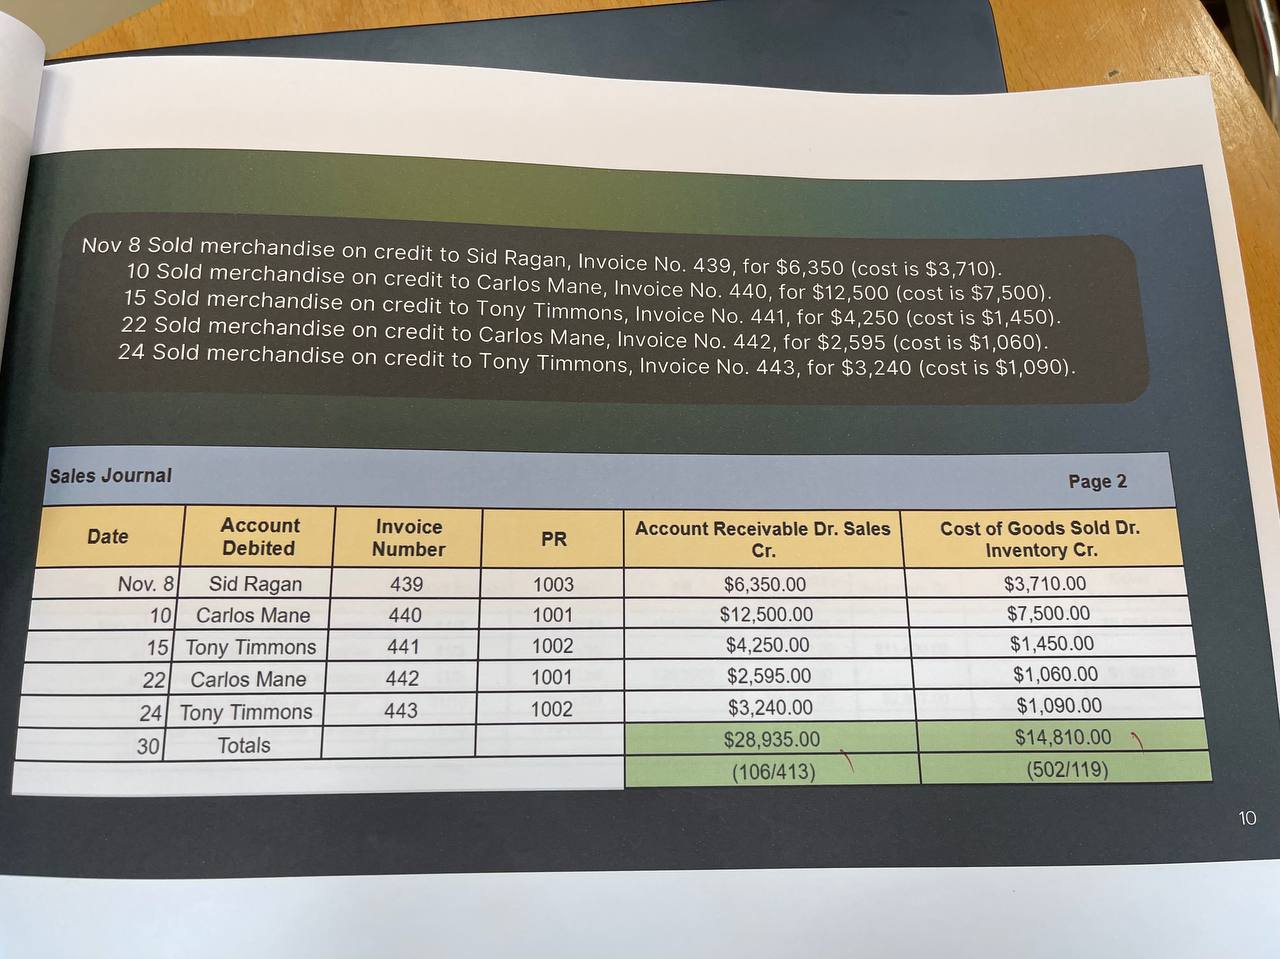 Nov 8 Sold merchandise on credit to Sid Ragan, Invoice No. 439, for $6,350 (cost is $3,710).
10 Sold merchandise on credit to Carlos Mane, Invoice No. 440, for $12,500 (cost is $7,500).
15 Sold merchandise on credit to Tony Timmons, Invoice No. 441, for $4,250 (cost is $1,450).
22 Sold merchandise on credit to Carlos Mane, Invoice No. 442, for $2,595 (cost is $1,060).
24 Sold merchandise on credit to Tony Timmons, Invoice No. 443, for $3,240 (cost is $1,090).
Sales Journal Page 2
Date Account Debited Invoice Number PR Account Receivable Dr. Sales Cr. Cost of Goods Sold Dr. Inventory Cr.
Nov. 8 Sid Ragan 439 1003 $6,350.00 $3,710.00
10 Carlos Mane 440 1001 $12,500.00 $7,500.00
15 Tony Timmons 441 1002 $4,250.00 $1,450.00
22 Carlos Mane 442 1001 $2,595.00 $1,060.00
24 Tony Timmons 443 1002 $3,240.00 $1,090.00
30 Totals $28,935.00 $14,810.00
(106/413) (502/119)
10